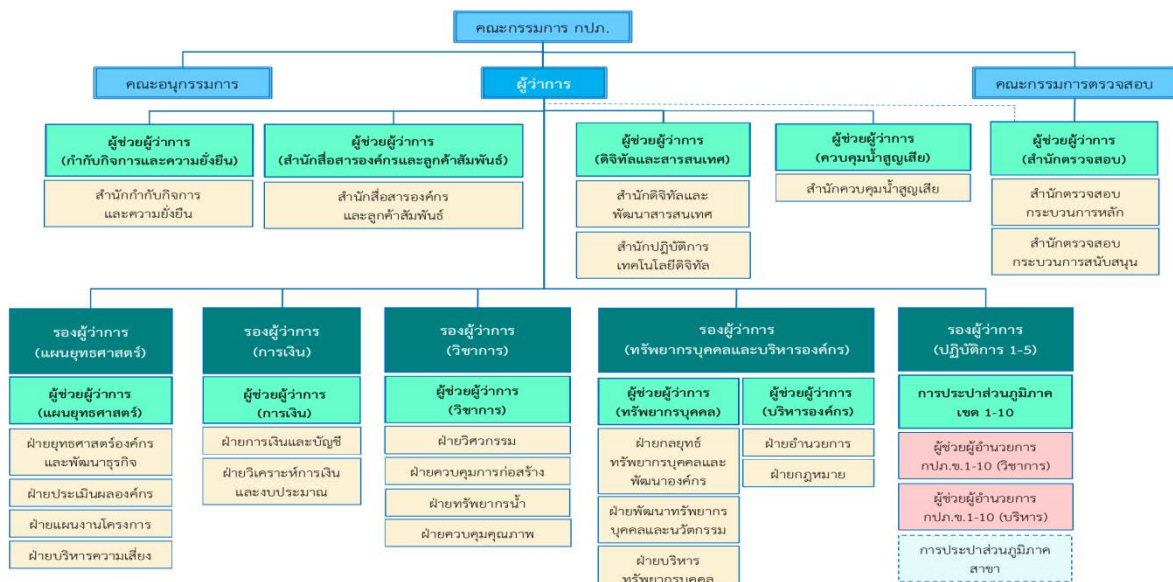 คณะกรรมการ กปภ.
คณะอนุกรรมการ
ผู้ว่าการ
คณะกรรมการตรวจสอบ
ผู้ช่วยผู้ว่าการ
(กำกับกิจการและความยั่งยืน)
สำนักกำกับกิจการ
และความยั่งยืน
ผู้ช่วยผู้ว่าการ
(สำนักสื่อสารองค์กรและลูกค้าสัมพันธ์)
สำนักสื่อสารองค์กร
และลูกค้าสัมพันธ์
ผู้ช่วยผู้ว่าการ
(ดิจิทัลและสารสนเทศ)
สำนักดิจิทัลและ
พัฒนาสารสนเทศ
สำนักปฏิบัติการ
เทคโนโลยีดิจิทัล
ผู้ช่วยผู้ว่าการ
(ควบคุมน้ำสูญเสีย)
สำนักควบคุมน้ำสูญเสีย
ผู้ช่วยผู้ว่าการ
(สำนักตรวจสอบ)
สำนักตรวจสอบ
กระบวนการหลัก
สำนักตรวจสอบ
กระบวนการสนับสนุน
รองผู้ว่าการ
(แผนยุทธศาสตร์)
ผู้ช่วยผู้ว่าการ
(แผนยุทธศาสตร์)
ฝ่ายยุทธศาสตร์องค์กร
และพัฒนาธุรกิจ
ฝ่ายประเมินผลองค์กร
ฝ่ายแผนงานโครงการ
ฝ่ายบริหารความเสี่ยง
รองผู้ว่าการ
(การเงิน)
ผู้ช่วยผู้ว่าการ
(การเงิน)
ฝ่ายการเงินและบัญชี
ฝ่ายวิเคราะห์การเงิน
และงบประมาณ
รองผู้ว่าการ
(วิชาการ)
ผู้ช่วยผู้ว่าการ
(วิชาการ)
ฝ่ายวิศวกรรม
ฝ่ายควบคุมการก่อสร้าง
ฝ่ายทรัพยากรน้ำ
ฝ่ายควบคุมคุณภาพ
รองผู้ว่าการ
(ทรัพยากรบุคคลและบริหารองค์กร)
ผู้ช่วยผู้ว่าการ
(ทรัพยากรบุคคล)
ฝ่ายกลยุทธ์
ทรัพยากรบุคคลและ
พัฒนาองค์กร
ฝ่ายพัฒนาทรัพยากร
บุคคลและนวัตกรรม
ฝ่ายบริหาร
ทรัพยากรบุคคล
ผู้ช่วยผู้ว่าการ
(บริหารองค์กร)
ฝ่ายอำนวยการ
ฝ่ายกฎหมาย
รองผู้ว่าการ
(ปฏิบัติการ 1-5)
การประปาส่วนภูมิภาค
เขต 1-10
ผู้ช่วยผู้อำนวยการ
กปภ.ข.1-10 (วิชาการ)
ผู้ช่วยผู้อำนวยการ
กปภ.ข.1-10 (บริหาร)
การประปาส่วนภูมิภาค
สาขา